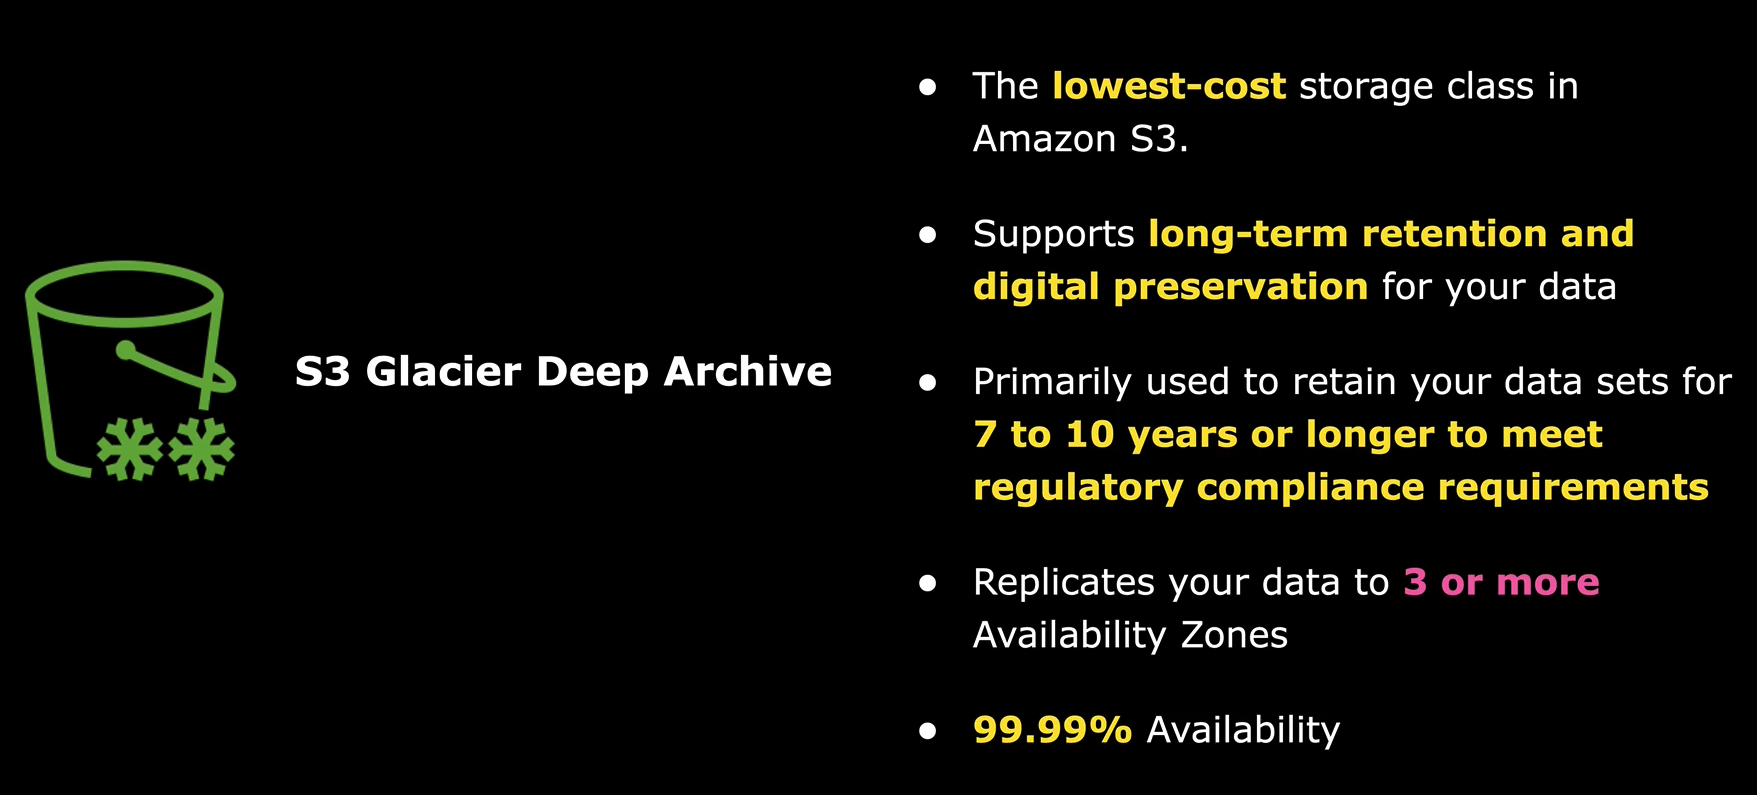 S3 Glacier Deep Archive
● The lowest-cost storage class in
Amazon S3.
● Supports long-term retention and
digital preservation for your data
● Primarily used to retain your data sets for
7 to 10 years or longer to meet
regulatory compliance requirements
● Replicates your data to 3 or more
Availability Zones
● 99.99% Availability